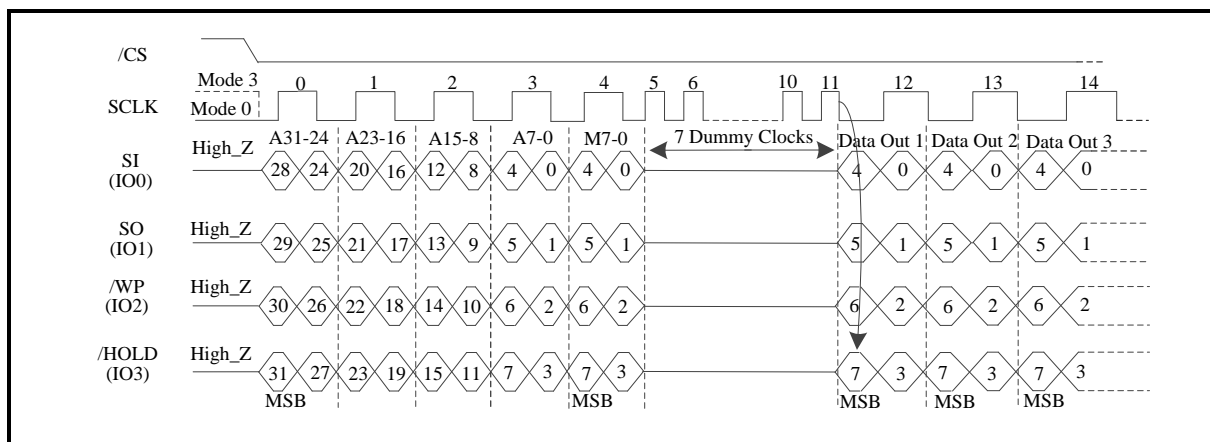 /CS
Mode 3 0 1 2 3 4 5 6 10 11 12 13 14
SCLK
Mode 0
A31-24 A23-16 A15-8 A7-0 M7-0 7 Dummy Clocks Data Out 1 Data Out 2 Data Out 3
SI High_Z
(IO0)
28 24 20 16 12 8 4 0 4 0 4 0 4 0 4 0
SO High_Z
(IO1)
29 25 21 17 13 9 5 1 5 1 5 1 5 1 5 1
/WP High_Z
(IO2)
30 26 22 18 14 10 6 2 6 2 6 2 6 2 6 2
/HOLD High_Z
(IO3)
31 27 23 19 15 11 7 3 7 3 7 3 7 3 7 3
MSB MSB MSB MSB MSB